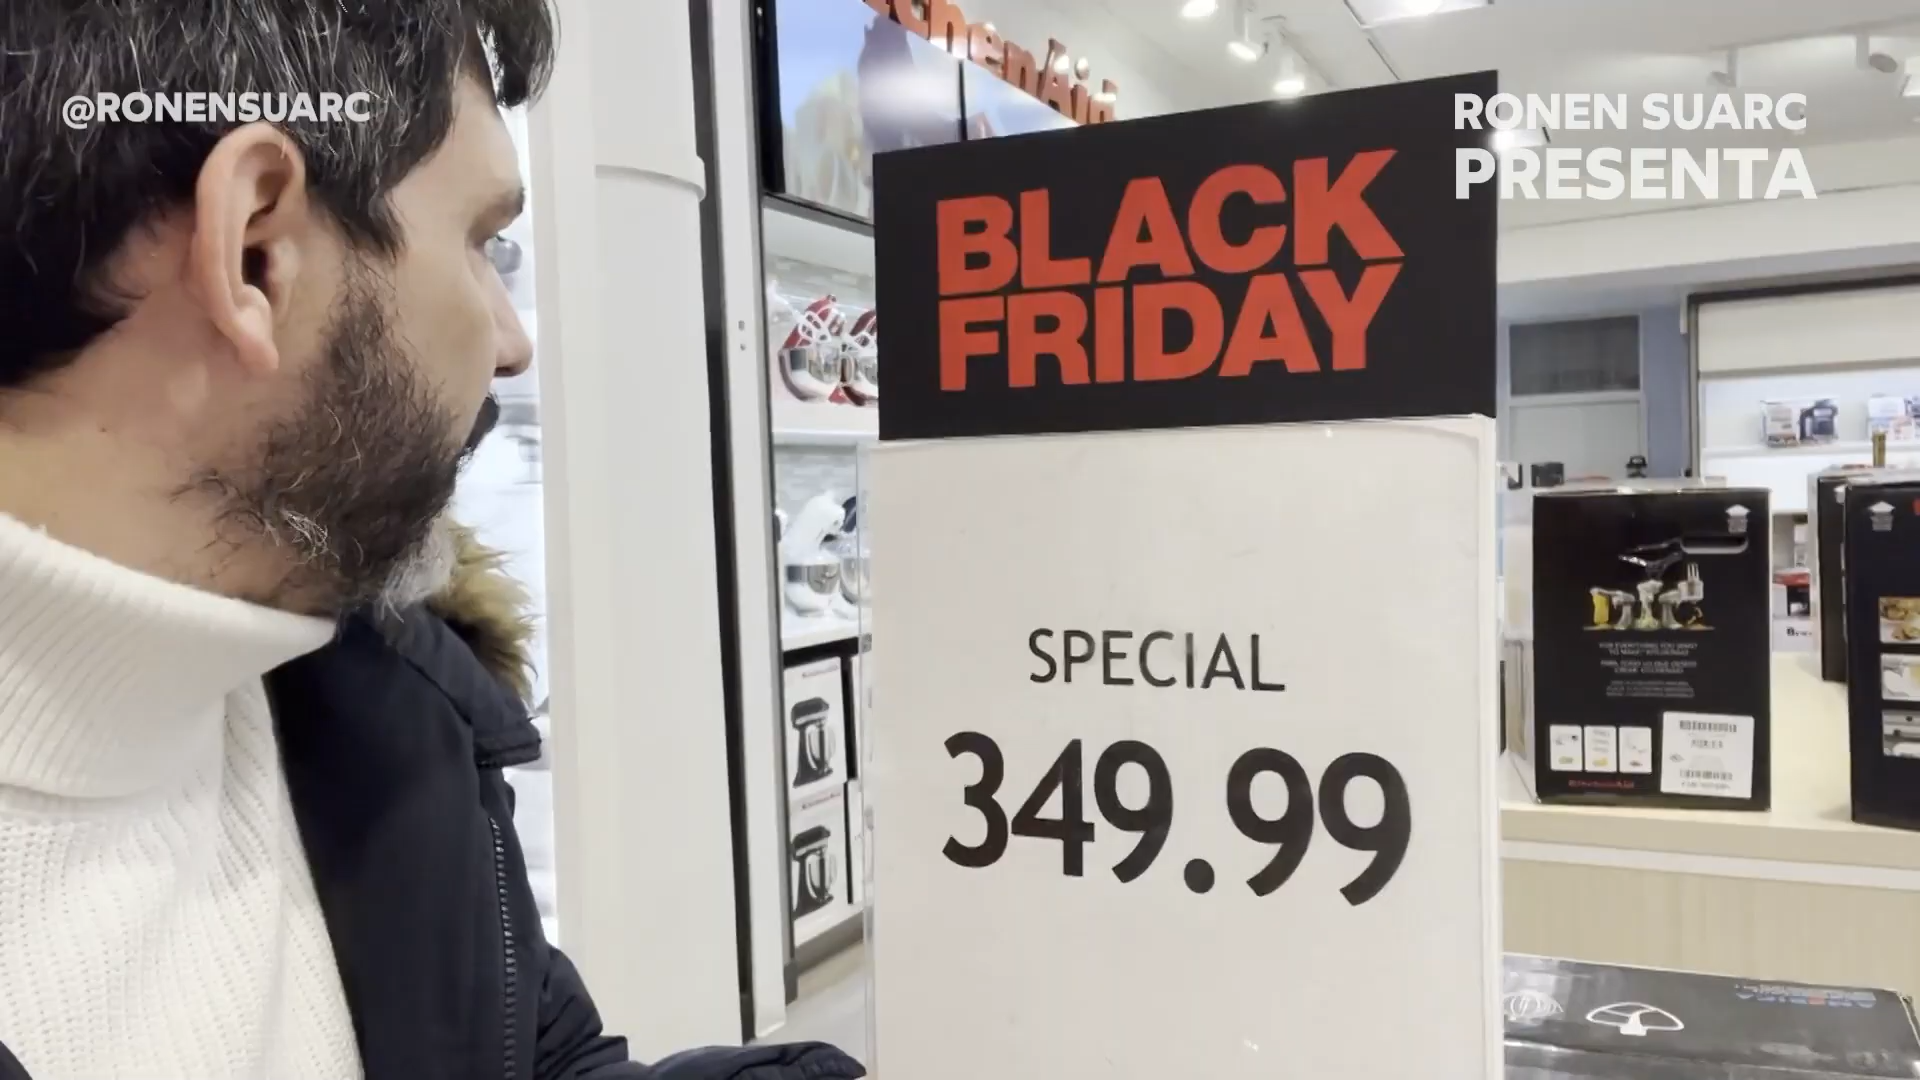 @RONENSUARC
RONEN SUARC
PRESENTA
BLACK
FRIDAY
SPECIAL
349.99